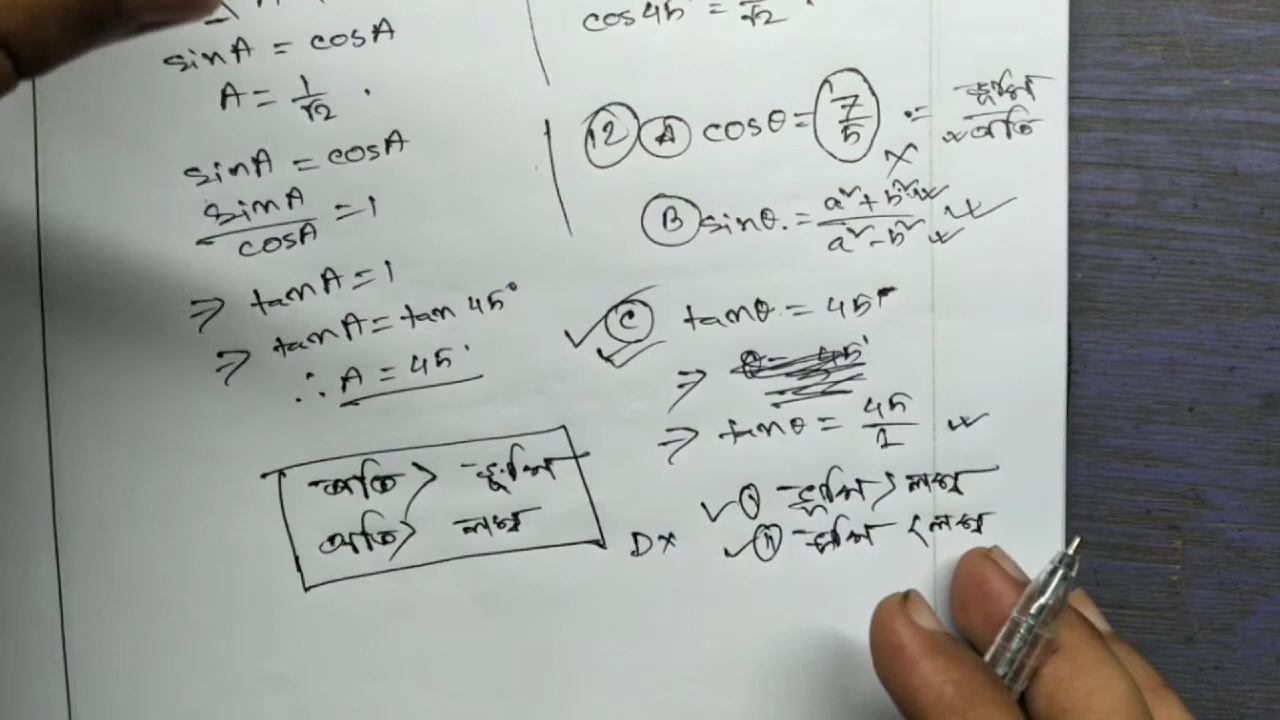 sinA = cosA
A = 1/√2 .
sinA = cosA
sinA/cosA = 1
⇒ tanA = 1
⇒ tanA = tan 45°
∴ A = 45°
অতি > ভূমি
অতি > লম্ব
cos45° = 1/√2 .
12 A cosθ = 7/5 = ভূমি/অতি ×
B sinθ. = a²+b²/a²-b²
C tanθ = 45°
⇒
⇒ tanθ = 45/1
i ভূমি > লম্ব
D× ii ভূমি < লম্ব